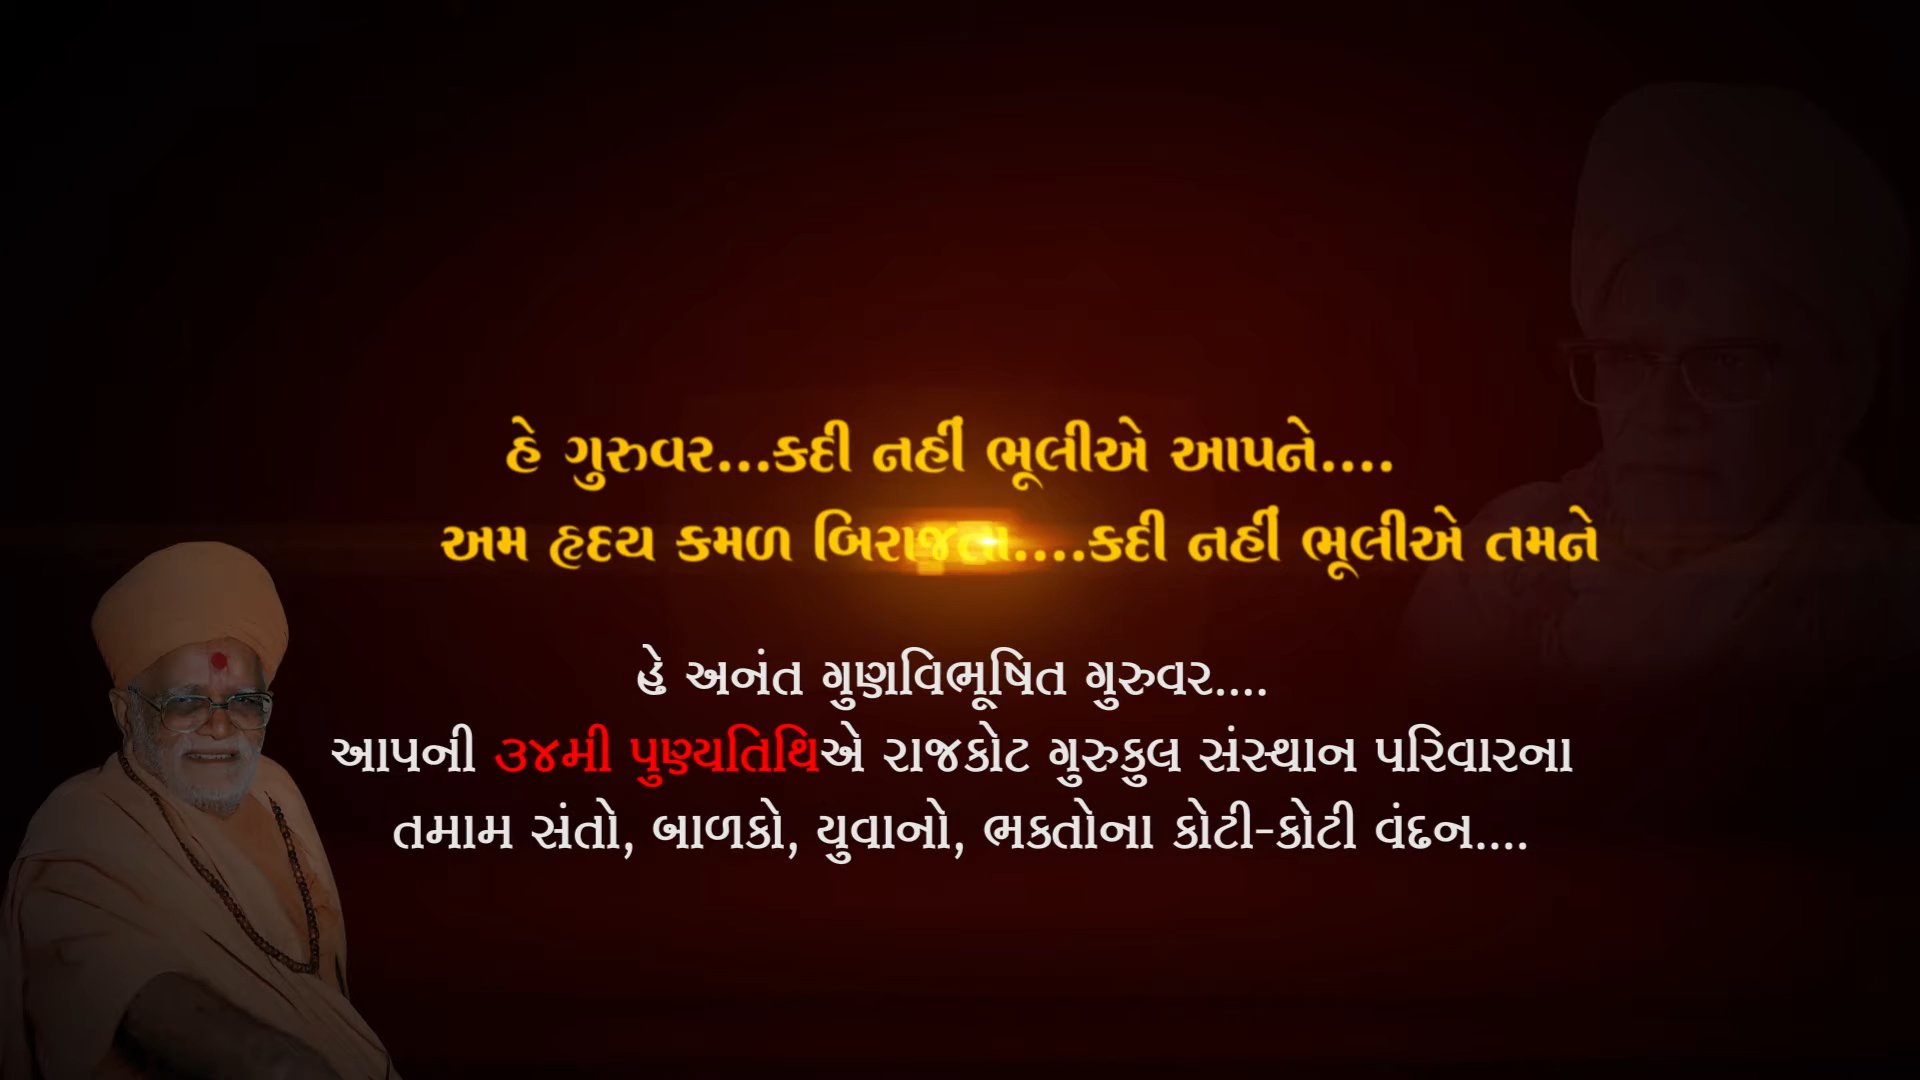 હે ગુરુવર...કદી નહીં ભૂલીએ આપને....
અમ હૃદય કમળ બિરાજતા....કદી નહીં ભૂલીએ તમને
હે અનંત ગુણવિભૂષિત ગુરુવર....
આપની ૩૪મી પુણ્યતિથિએ રાજકોટ ગુરુકુલ સંસ્થાન પરિવારના
તમામ સંતો, બાળકો, યુવાનો, ભક્તોના કોટી-કોટી વંદન....